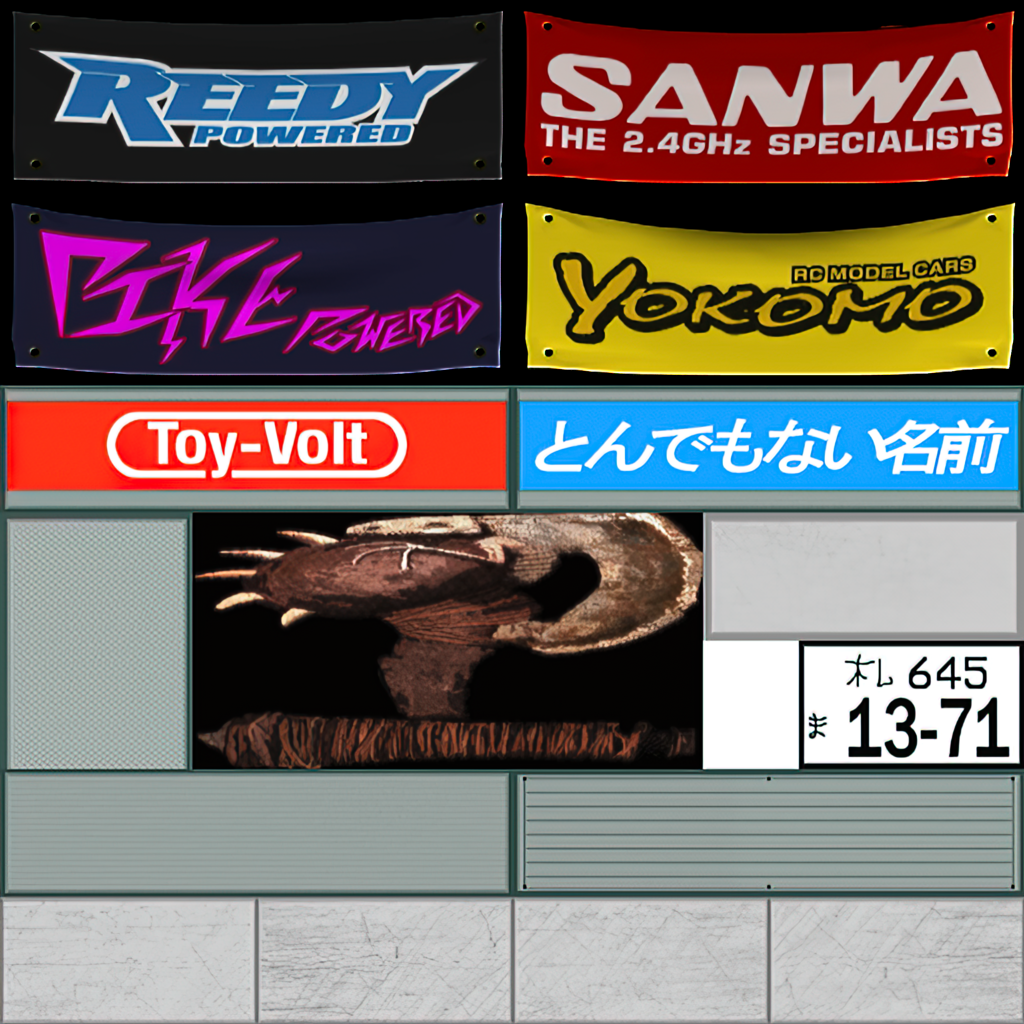 REEDY
POWERED
SANWA
THE 2.4GHz SPECIALISTS
PIKE
POWERED
RC MODEL CARS
YOKOMO
Toy-Volt
とんでもない名前
札 645
ま 13-71